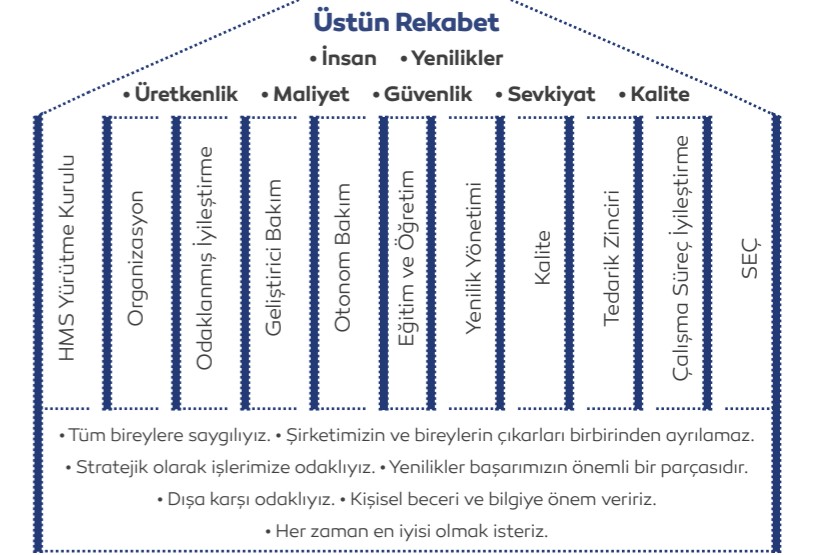 Üstün Rekabet
• İnsan • Yenilikler
• Üretkenlik • Maliyet • Güvenlik • Sevkiyat • Kalite
HMS Yürütme Kurulu
Organizasyon
Odaklanmış İyileştirme
Geliştirici Bakım
Otonom Bakım
Eğitim ve Öğretim
Yenilik Yönetimi
Kalite
Tedarik Zinciri
Çalışma Süreç İyileştirme
SEÇ
• Tüm bireylere saygılıyız. • Şirketimizin ve bireylerin çıkarları birbirinden ayrılamaz.
• Stratejik olarak işlerimize odaklıyız. • Yenilikler başarımızın önemli bir parçasıdır.
• Dışa karşı odaklıyız. • Kişisel beceri ve bilgiye önem veririz.
• Her zaman en iyisi olmak isteriz.